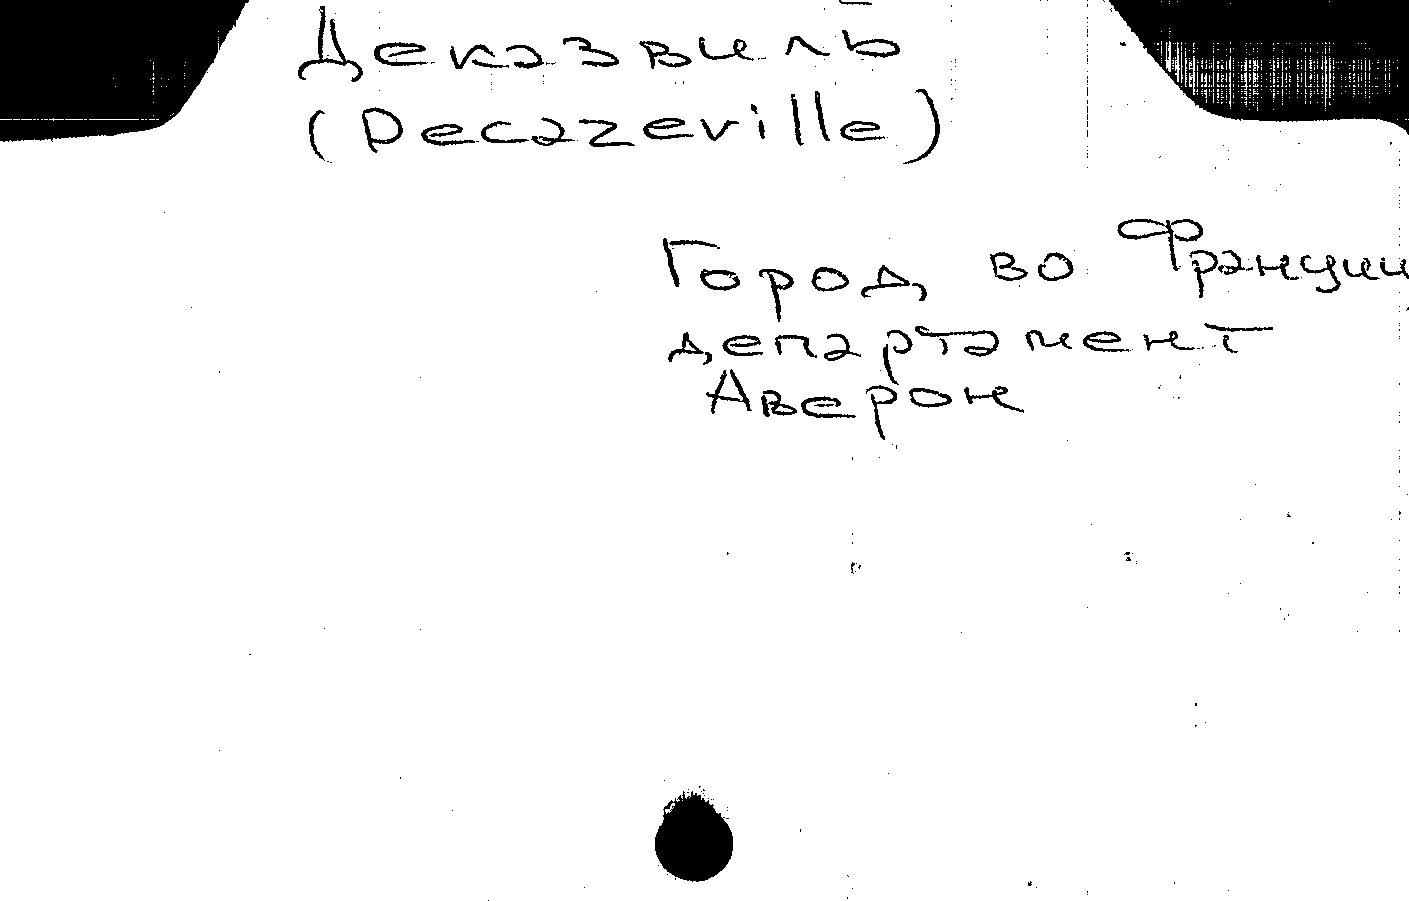 Деказвиль
(Decazeville)
Город во Франции
департамент
Аверон